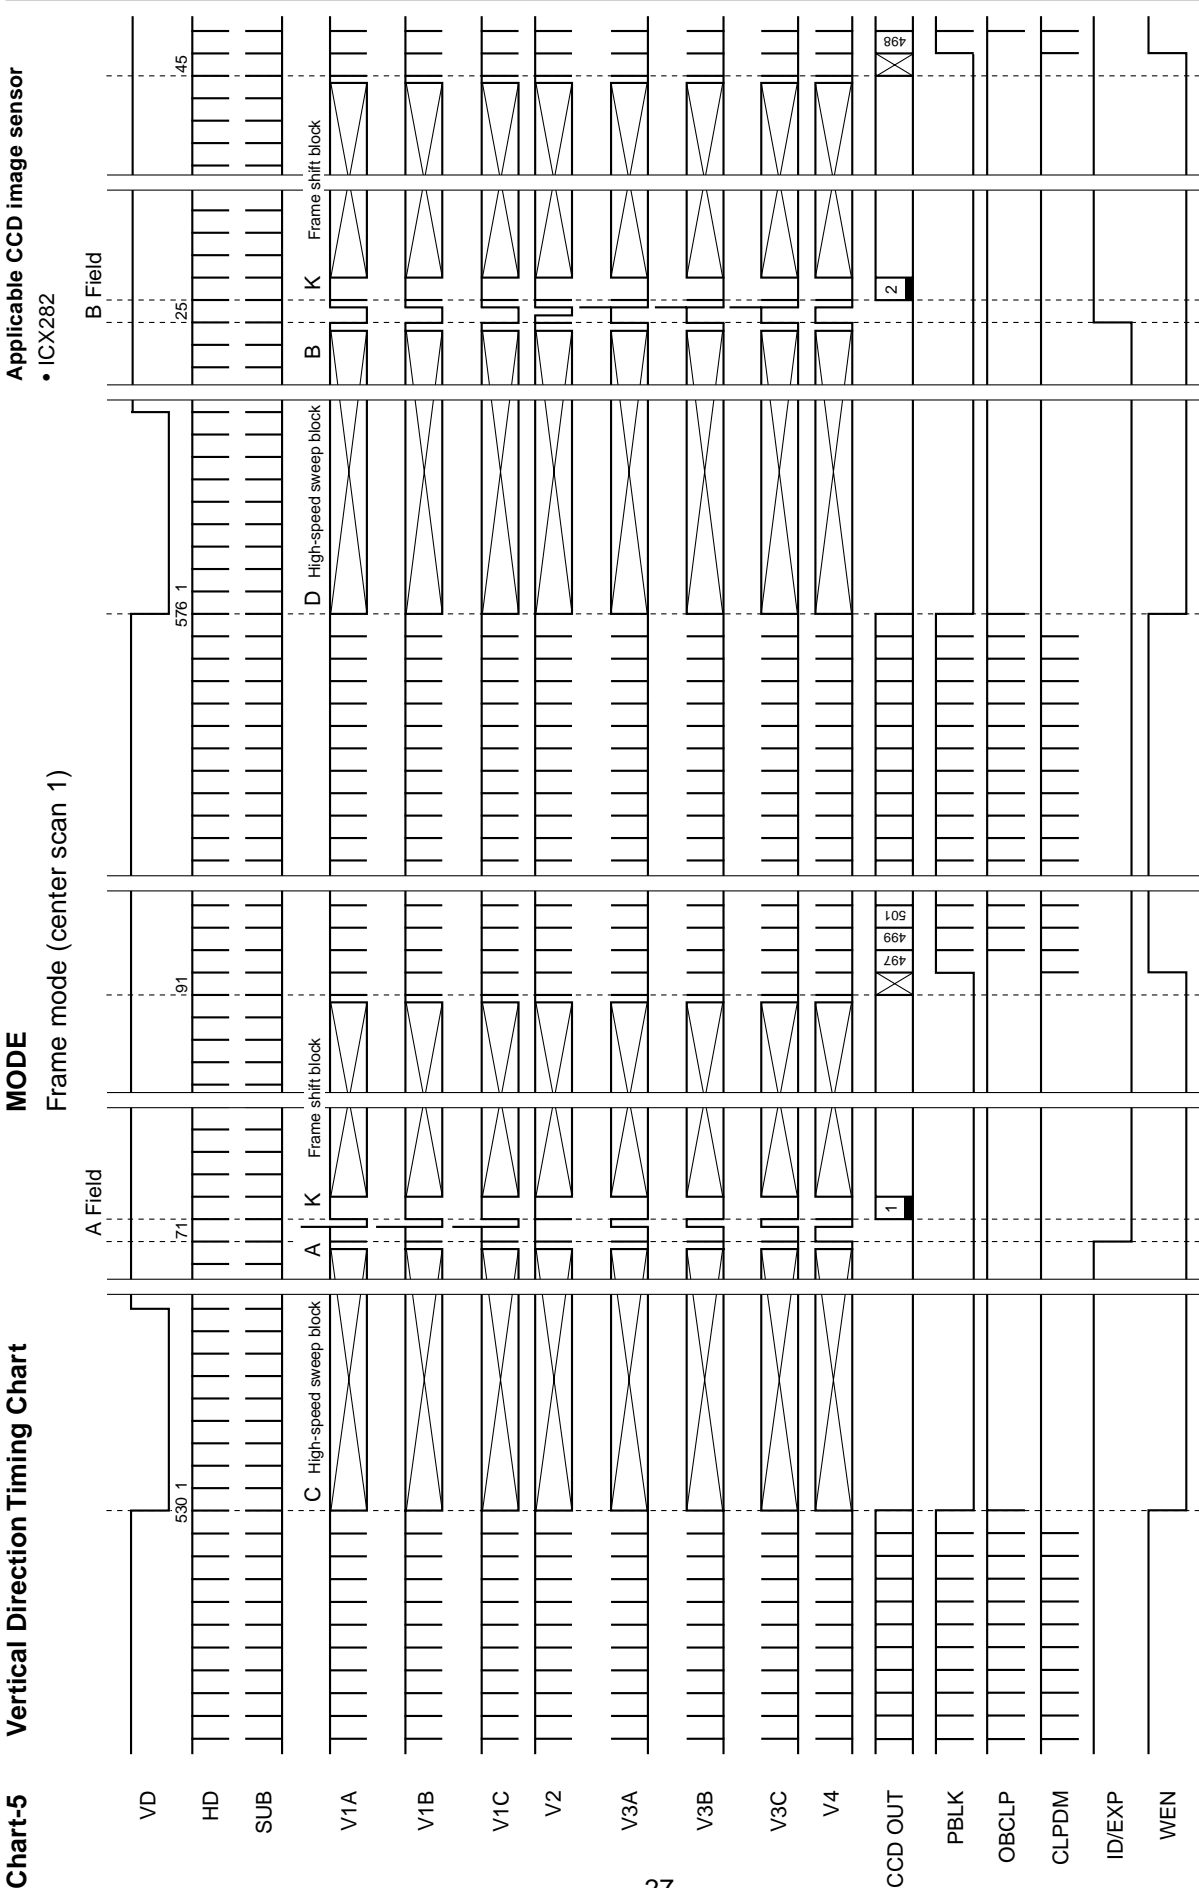 Chart-5 Vertical Direction Timing Chart
MODE
Frame mode (center scan 1)
Applicable CCD image sensor
• ICX282
A Field
B Field
VD
530 1
71
91
576 1
25
45
HD
SUB
C High-speed sweep block
A
K Frame shift block
D High-speed sweep block
B
K Frame shift block
V1A
V1B
V1C
V2
V3A
V3B
V3C
V4
CCD OUT
1
497
499
501
2
498
PBLK
OBCLP
CLPDM
ID/EXP
WEN